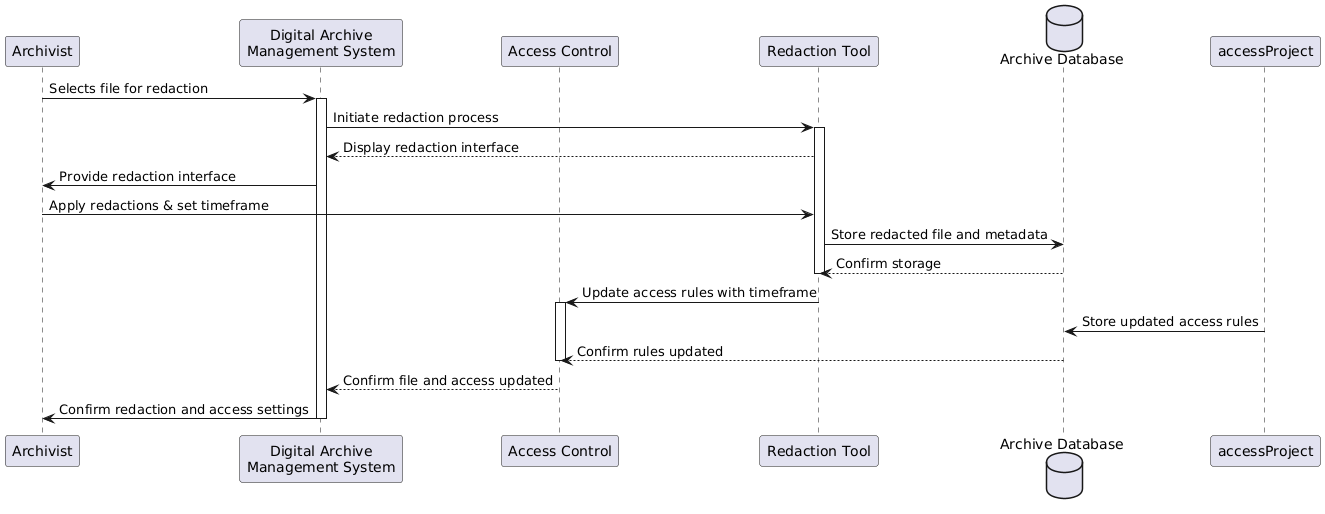 Archivist
Digital Archive
Management System
Access Control
Redaction Tool
Archive Database
accessProject
Selects file for redaction
Initiate redaction process
Display redaction interface
Provide redaction interface
Apply redactions & set timeframe
Store redacted file and metadata
Confirm storage
Update access rules with timeframe
Store updated access rules
Confirm rules updated
Confirm file and access updated
Confirm redaction and access settings
Archivist
Digital Archive
Management System
Access Control
Redaction Tool
Archive Database
accessProject